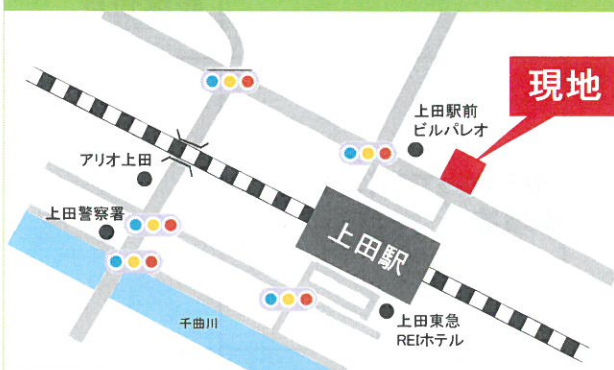 現地
上田駅前
ビルパレオ
アリオ上田
上田警察署
上田駅
千曲川
上田東急
REIホテル